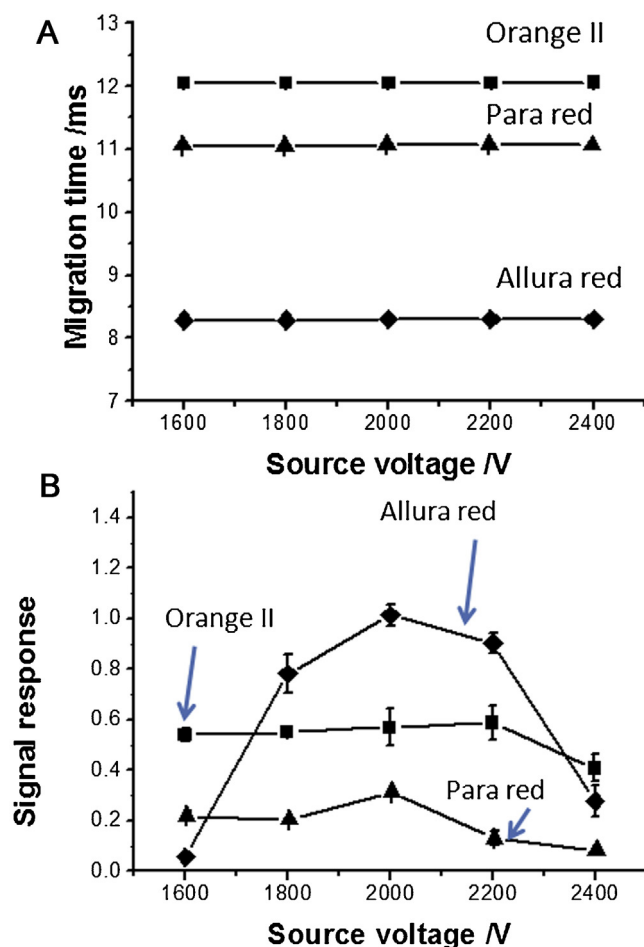 A
13
12
11
10
9
8
7
Migration time /ms
Orange II
Para red
Allura red
1600 1800 2000 2200 2400
Source voltage /V
B
1.4
1.2
1.0
0.8
0.6
0.4
0.2
0.0
Signal response
Allura red
Orange II
Para red
1600 1800 2000 2200 2400
Source voltage /V